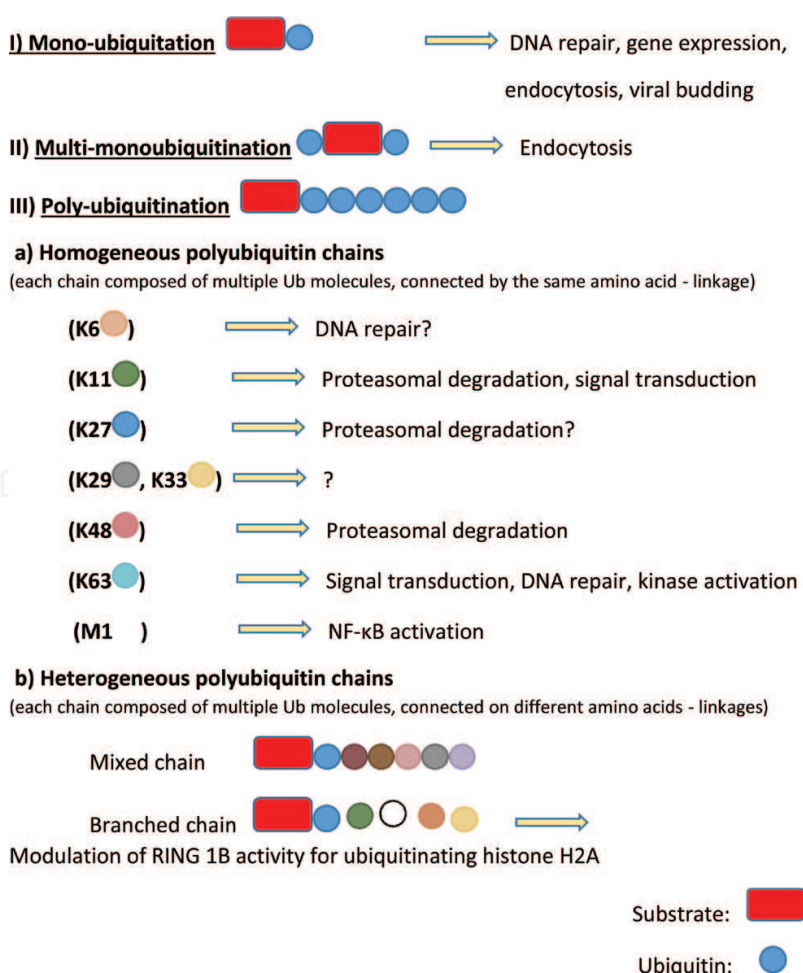 I) Mono-ubiquitation DNA repair, gene expression,
endocytosis, viral budding
II) Multi-monoubiquitination Endocytosis
III) Poly-ubiquitination
a) Homogeneous polyubiquitin chains
(each chain composed of multiple Ub molecules, connected by the same amino acid - linkage)
(K6 ) DNA repair?
(K11 ) Proteasomal degradation, signal transduction
(K27 ) Proteasomal degradation?
(K29 , K33 ) ?
(K48 ) Proteasomal degradation
(K63 ) Signal transduction, DNA repair, kinase activation
(M1 ) NF-κB activation
b) Heterogeneous polyubiquitin chains
(each chain composed of multiple Ub molecules, connected on different amino acids - linkages)
Mixed chain
Branched chain
Modulation of RING 1B activity for ubiquitinating histone H2A
Substrate:
Ubiquitin: